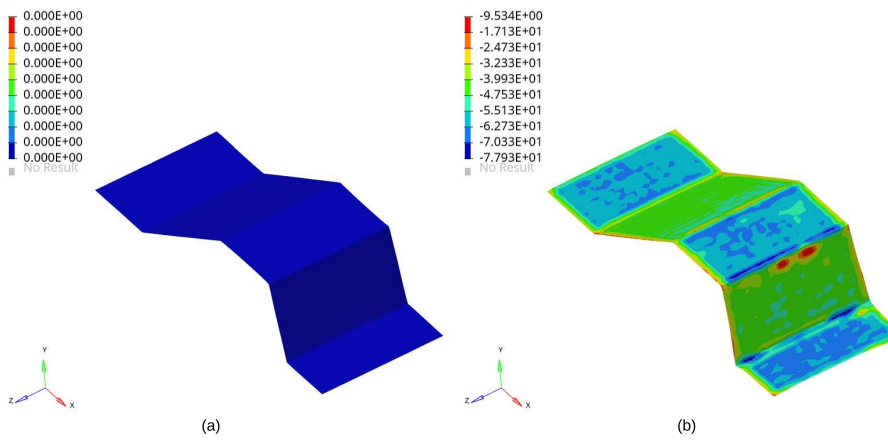 0.000E+00
0.000E+00
0.000E+00
0.000E+00
0.000E+00
0.000E+00
0.000E+00
0.000E+00
0.000E+00
0.000E+00
No Result
Y
Z
X
(a)
-9.534E+00
-1.713E+01
-2.473E+01
-3.233E+01
-3.993E+01
-4.753E+01
-5.513E+01
-6.273E+01
-7.033E+01
-7.793E+01
No Result
Y
Z
X
(b)